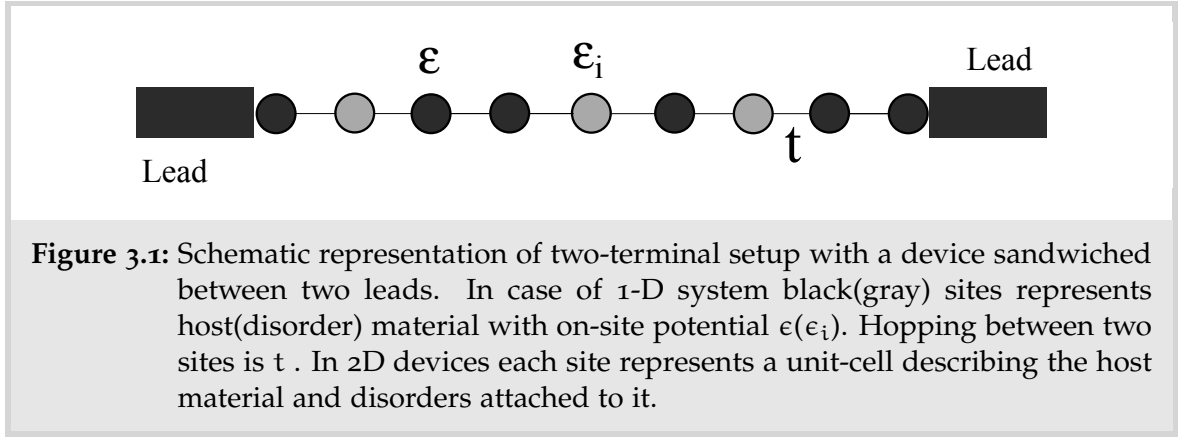 ε εᵢ Lead
t
Lead
Figure 3.1: Schematic representation of two-terminal setup with a device sandwiched
between two leads. In case of 1-D system black(gray) sites represents
host(disorder) material with on-site potential ϵ(ϵᵢ). Hopping between two
sites is t . In 2D devices each site represents a unit-cell describing the host
material and disorders attached to it.